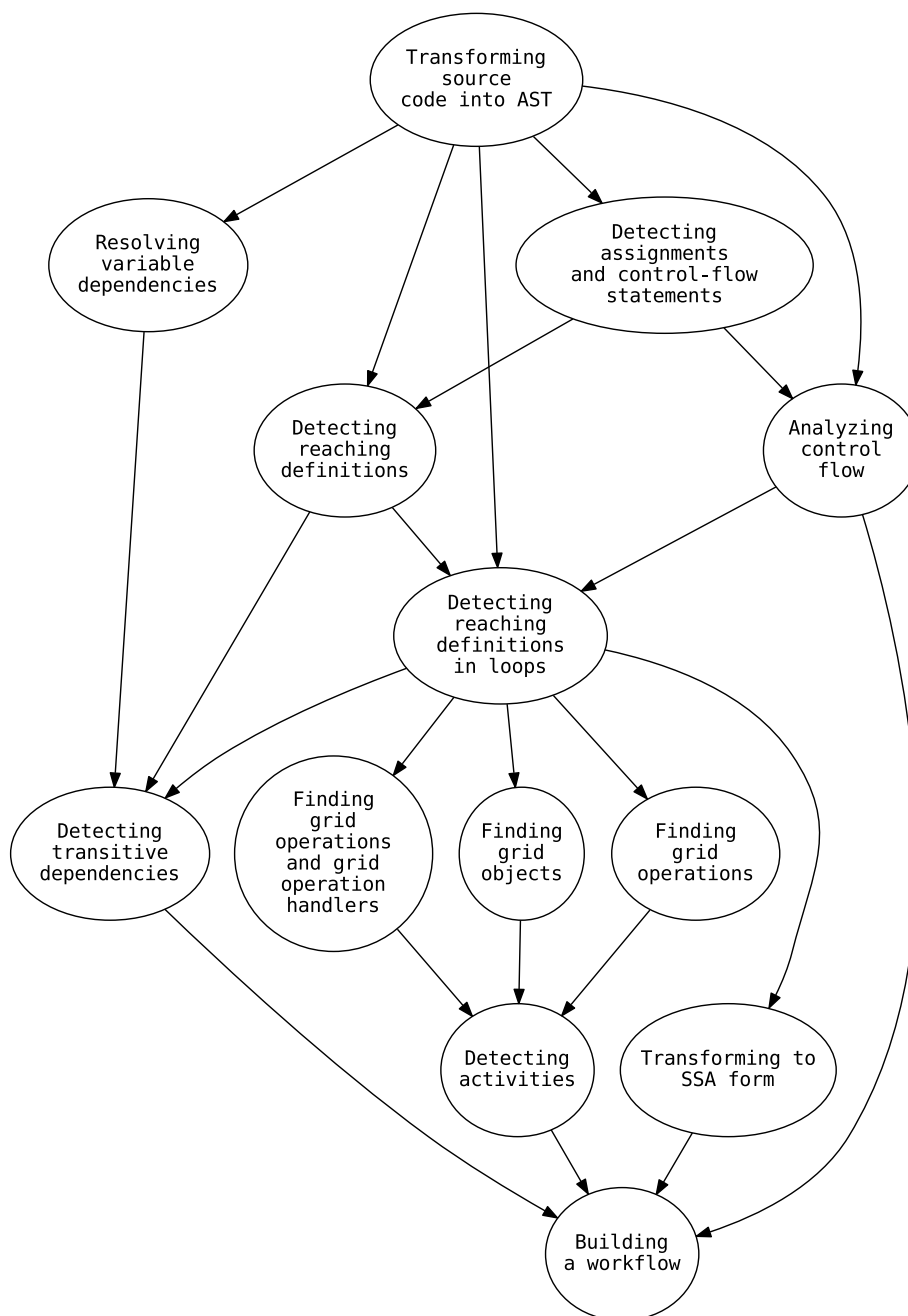 Transforming
source
code into AST
Resolving
variable
dependencies
Detecting
assignments
and control-flow
statements
Detecting
reaching
definitions
Analyzing
control
flow
Detecting
reaching
definitions
in loops
Detecting
transitive
dependencies
Finding
grid
operations
and grid
operation
handlers
Finding
grid
objects
Finding
grid
operations
Detecting
activities
Transforming to
SSA form
Building
a workflow